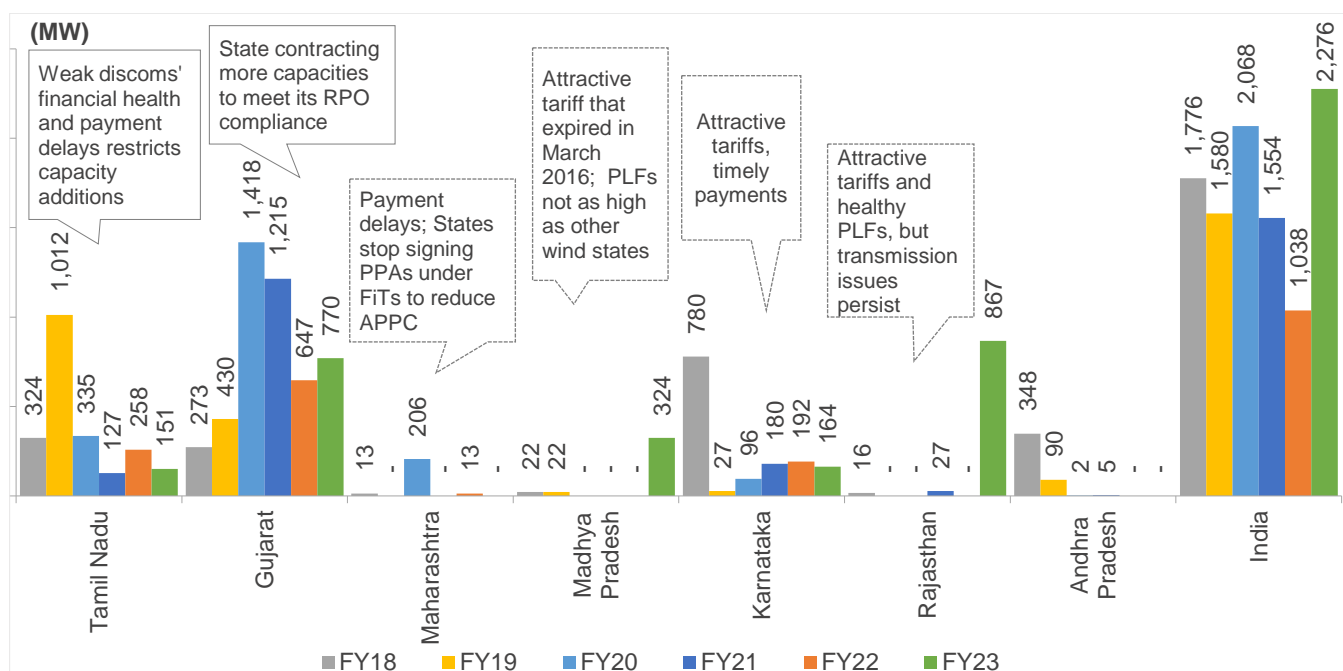 (MW)
Weak discoms'
financial health
and payment
delays restricts
capacity
additions
State contracting
more capacities
to meet its RPO
compliance
Payment
delays; States
stop signing
PPAs under
FiTs to reduce
APPC
Attractive
tariff that
expired in
March
2016;  PLFs
not as high
as other
wind states
Attractive
tariffs,
timely
payments
Attractive
tariffs and
healthy
PLFs, but
transmission
issues
persist
324
1,012
335
127
258
151
273
430
1,418
1,215
647
770
13
-
206
-
13
-
22
22
-
-
-
324
780
27
96
180
192
164
16
-
-
27
-
867
348
90
2
5
-
-
1,776
1,580
2,068
1,554
1,038
2,276
Tamil Nadu
Gujarat
Maharashtra
Madhya
Pradesh
Karnataka
Rajasthan
Andhra
Pradesh
India
FY18 FY19 FY20 FY21 FY22 FY23